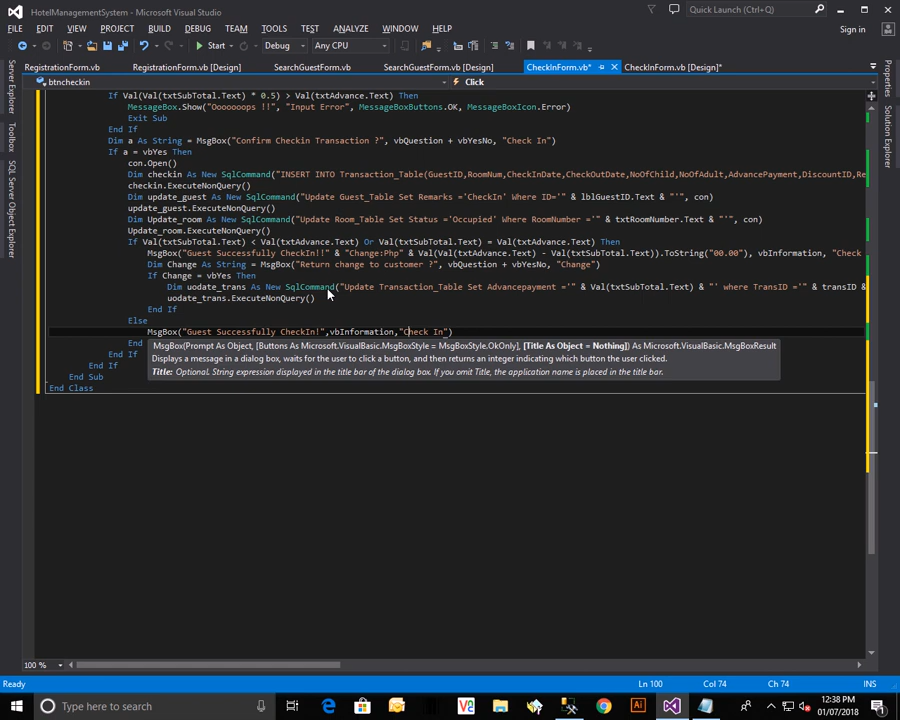 HotelManagementSystem - Microsoft Visual Studio
Quick Launch (Ctrl+Q)
FILE EDIT VIEW PROJECT BUILD DEBUG TEAM TOOLS TEST ANALYZE WINDOW HELP
Sign in
Start Debug Any CPU
RegistrationForm.vb RegistrationForm.vb [Design] SearchGuestForm.vb SearchGuestForm.vb [Design] CheckInForm.vb* CheckInForm.vb [Design]*
btncheckin Click
Server Explorer
Toolbox
SQL Server Object Explorer
Properties
Solution Explorer
If Val(Val(txtSubTotal.Text) * 0.5) > Val(txtAdvance.Text) Then
MessageBox.Show("Ooooooops !!", "Input Error", MessageBoxButtons.OK, MessageBoxIcon.Error)
Exit Sub
End If
Dim a As String = MsgBox("Confirm Checkin Transaction ?", vbQuestion + vbYesNo, "Check In")
If a = vbYes Then
con.Open()
Dim checkin As New SqlCommand("INSERT INTO Transaction_Table(GuestID,RoomNum,CheckInDate,CheckOutDate,NoOfChild,NoOfAdult,AdvancePayment,DiscountID,Re
checkin.ExecuteNonQuery()
Dim update_guest As New SqlCommand("Update Guest_Table Set Remarks ='CheckIn' Where ID='" & lblGuestID.Text & "'", con)
update_guest.ExecuteNonQuery()
Dim Update_room As New SqlCommand("Update Room_Table Set Status ='Occupied' Where RoomNumber ='" & txtRoomNumber.Text & "'", con)
Update_room.ExecuteNonQuery()
If Val(txtSubTotal.Text) < Val(txtAdvance.Text) Or Val(txtSubTotal.Text) = Val(txtAdvance.Text) Then
MsgBox("Guest Successfully CheckIn!!" & "Change:Php" & Val(Val(txtAdvance.Text) - Val(txtSubTotal.Text)).ToString("00.00"), vbInformation, "Check
Dim Change As String = MsgBox("Return change to customer ?", vbQuestion + vbYesNo, "Change")
If Change = vbYes Then
Dim uodate_trans As New SqlCommand("Update Transaction_Table Set Advancepayment ='" & Val(txtSubTotal.Text) & "' where TransID ='" & transID &
uodate_trans.ExecuteNonQuery()
End If
Else
MsgBox("Guest Successfully CheckIn!",vbInformation,"Check In")
End
MsgBox(Prompt As Object, [Buttons As Microsoft.VisualBasic.MsgBoxStyle = MsgBoxStyle.OkOnly], [Title As Object = Nothing]) As Microsoft.VisualBasic.MsgBoxResult
Displays a message in a dialog box, waits for the user to click a button, and then returns an integer indicating which button the user clicked.
Title: Optional. String expression displayed in the title bar of the dialog box. If you omit Title, the application name is placed in the title bar.
End If
End If
End Sub
End Class
100 %
Ready Ln 100 Col 74 Ch 74 INS
Type here to search
12:38 PM
01/07/2018